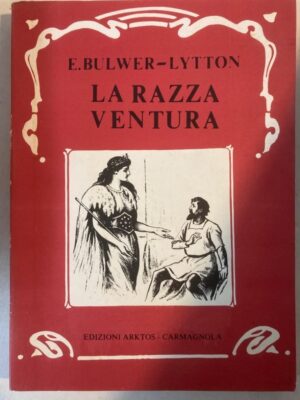 E. BULWER-LYTTON
LA RAZZA
VENTURA
EDIZIONI ARKTOS - CARMAGNOLA